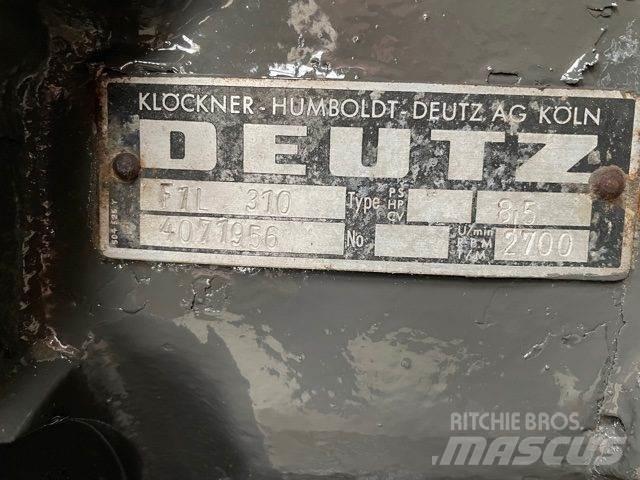 KLÖCKNER-HUMBOLDT-DEUTZ AG KÖLN
DEUTZ
F1L 310 Type PS HP CV 8,5
4071956 No U/min R.P.M. 2700
RITCHIE BROS.
MASCUS